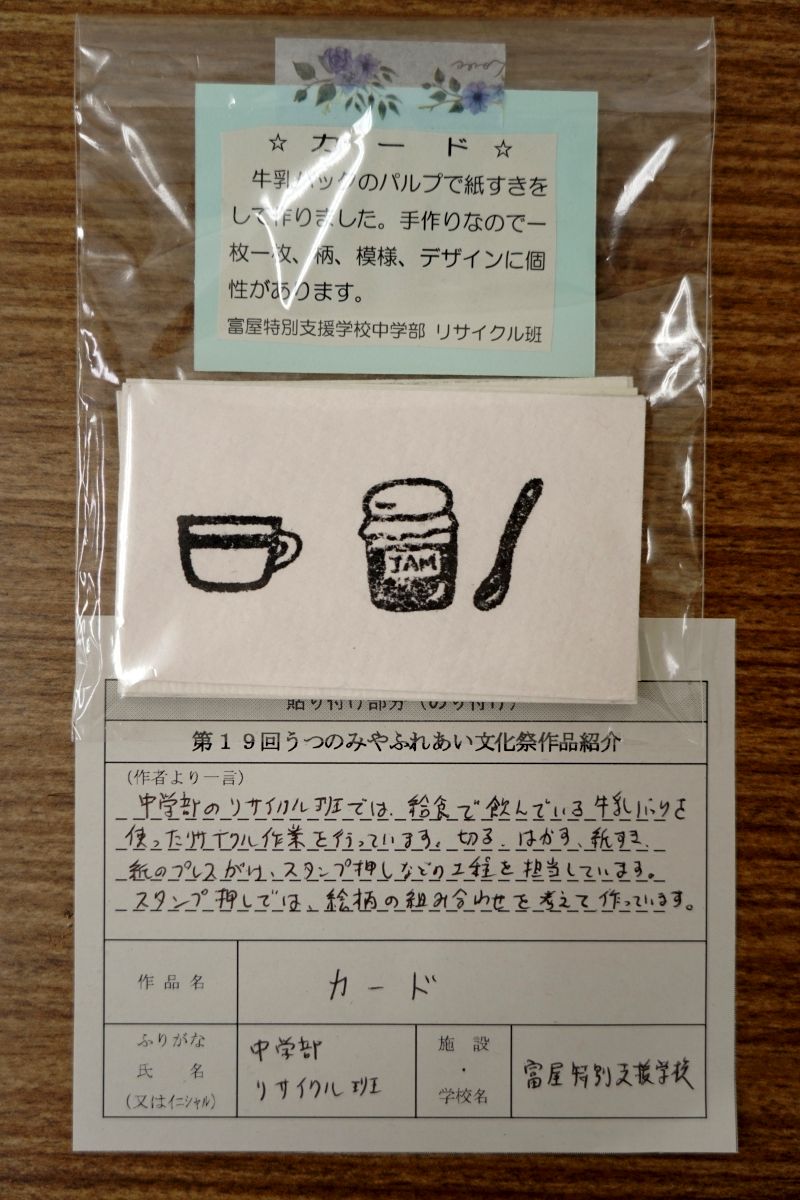 Love
☆ カード ☆
牛乳パックのパルプで紙すきを
して作りました。手作りなので一
枚一枚、柄、模様、デザインに個
性があります。
富屋特別支援学校中学部 リサイクル班
JAM
貼り付け部分(のり付け)
第19回うつのみやふれあい文化祭作品紹介
(作者より一言)
中学部のリサイクル班では、給食で飲んでいる牛乳パックを
使ったリサイクル作業を行っています。切る、はがす、紙すき、
紙のプレスがけ、スタンプ押しなどの工程を担当しています。
スタンプ押しでは、絵柄の組み合わせを考えて作っています。
作品名 カード
ふりがな
氏名
(又はイニシャル)
中学部
リサイクル班
施設
・
学校名
富屋特別支援学校